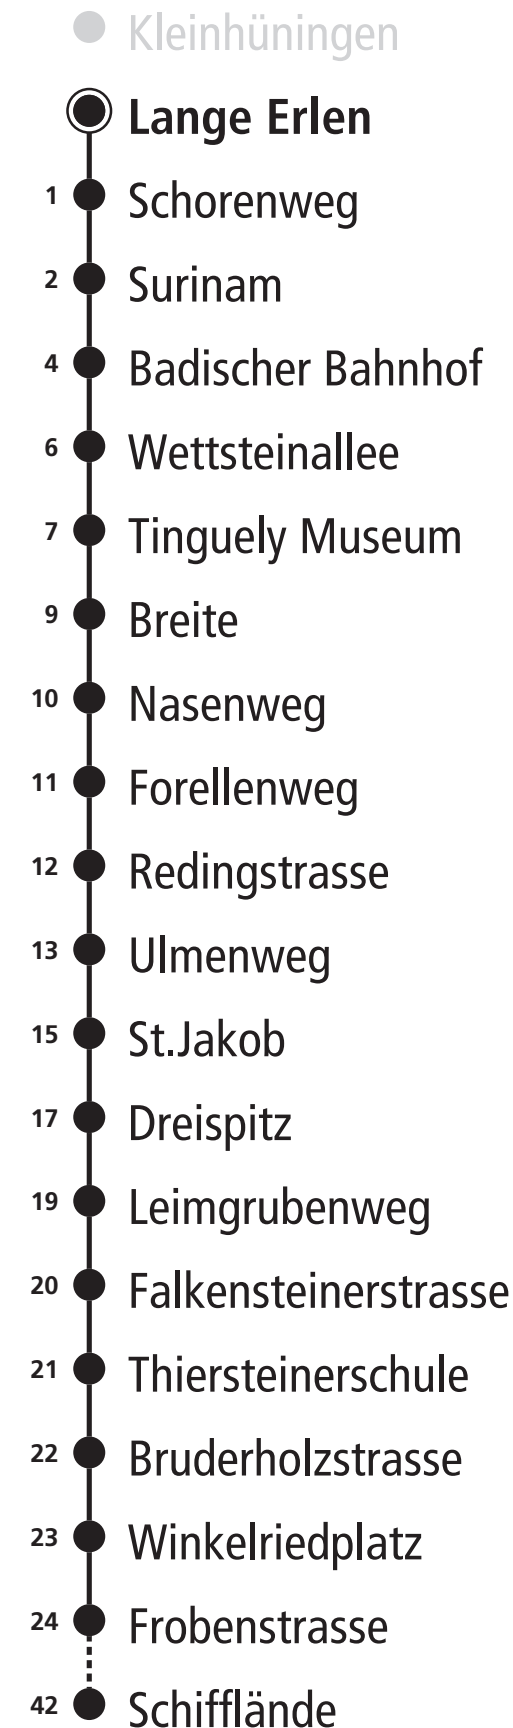 Kleinhüningen
Lange Erlen
1 Schorenweg
2 Surinam
4 Badischer Bahnhof
6 Wettsteinallee
7 Tinguely Museum
9 Breite
10 Nasenweg
11 Forellenweg
12 Redingstrasse
13 Ulmenweg
15 St.Jakob
17 Dreispitz
19 Leimgrubenweg
20 Falkensteinerstrasse
21 Thiersteinerschule
22 Bruderholzstrasse
23 Winkelriedplatz
24 Frobenstrasse
42 Schifflände